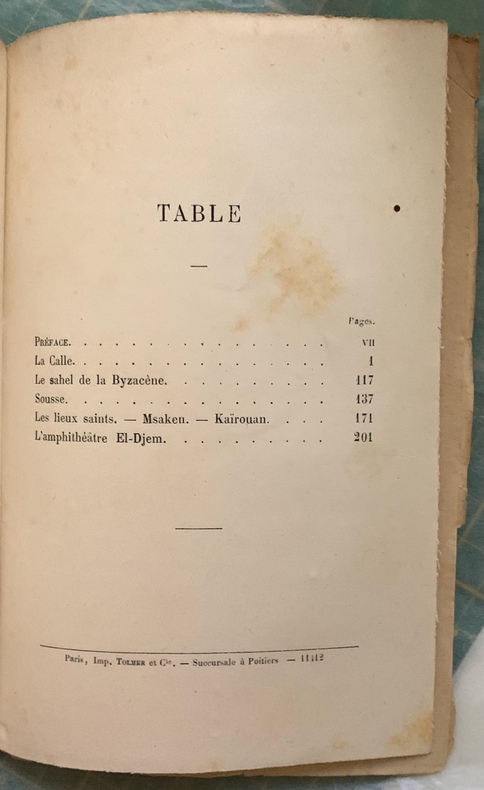 TABLE
Pages.
PRÉFACE. . . . . . . . . . . . . . . . VII
La Calle. . . . . . . . . . . . . . . . 1
Le sahel de la Byzacène. . . . . . . . . 117
Sousse. . . . . . . . . . . . . . . . 137
Les lieux saints. — Msaken. — Kaïrouan. . . . 171
L'amphithéâtre El-Djem. . . . . . . . . 201
Paris, Imp. TOLMER et Cie. — Succursale à Poitiers —